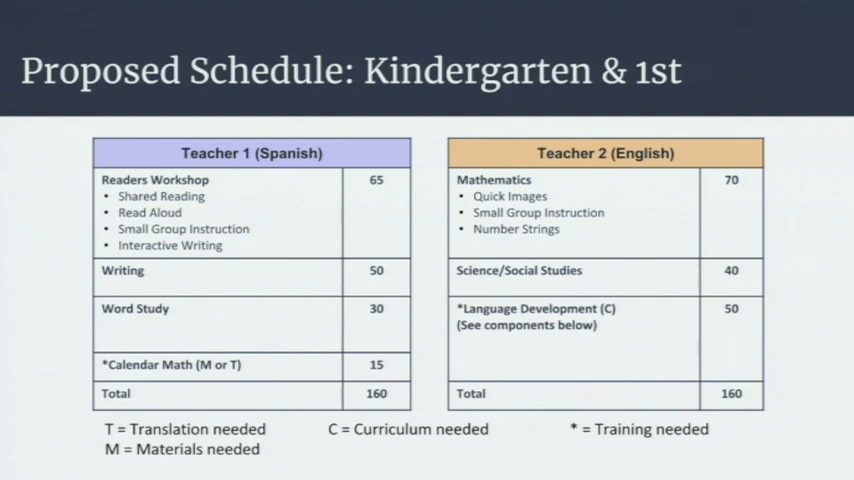 Proposed Schedule: Kindergarten & 1st
Teacher 1 (Spanish)
Readers Workshop 65
• Shared Reading
• Read Aloud
• Small Group Instruction
• Interactive Writing
Writing 50
Word Study 30
*Calendar Math (M or T) 15
Total 160
Teacher 2 (English)
Mathematics 70
• Quick Images
• Small Group Instruction
• Number Strings
Science/Social Studies 40
*Language Development (C) 50
(See components below)
Total 160
T = Translation needed
C = Curriculum needed
* = Training needed
M = Materials needed